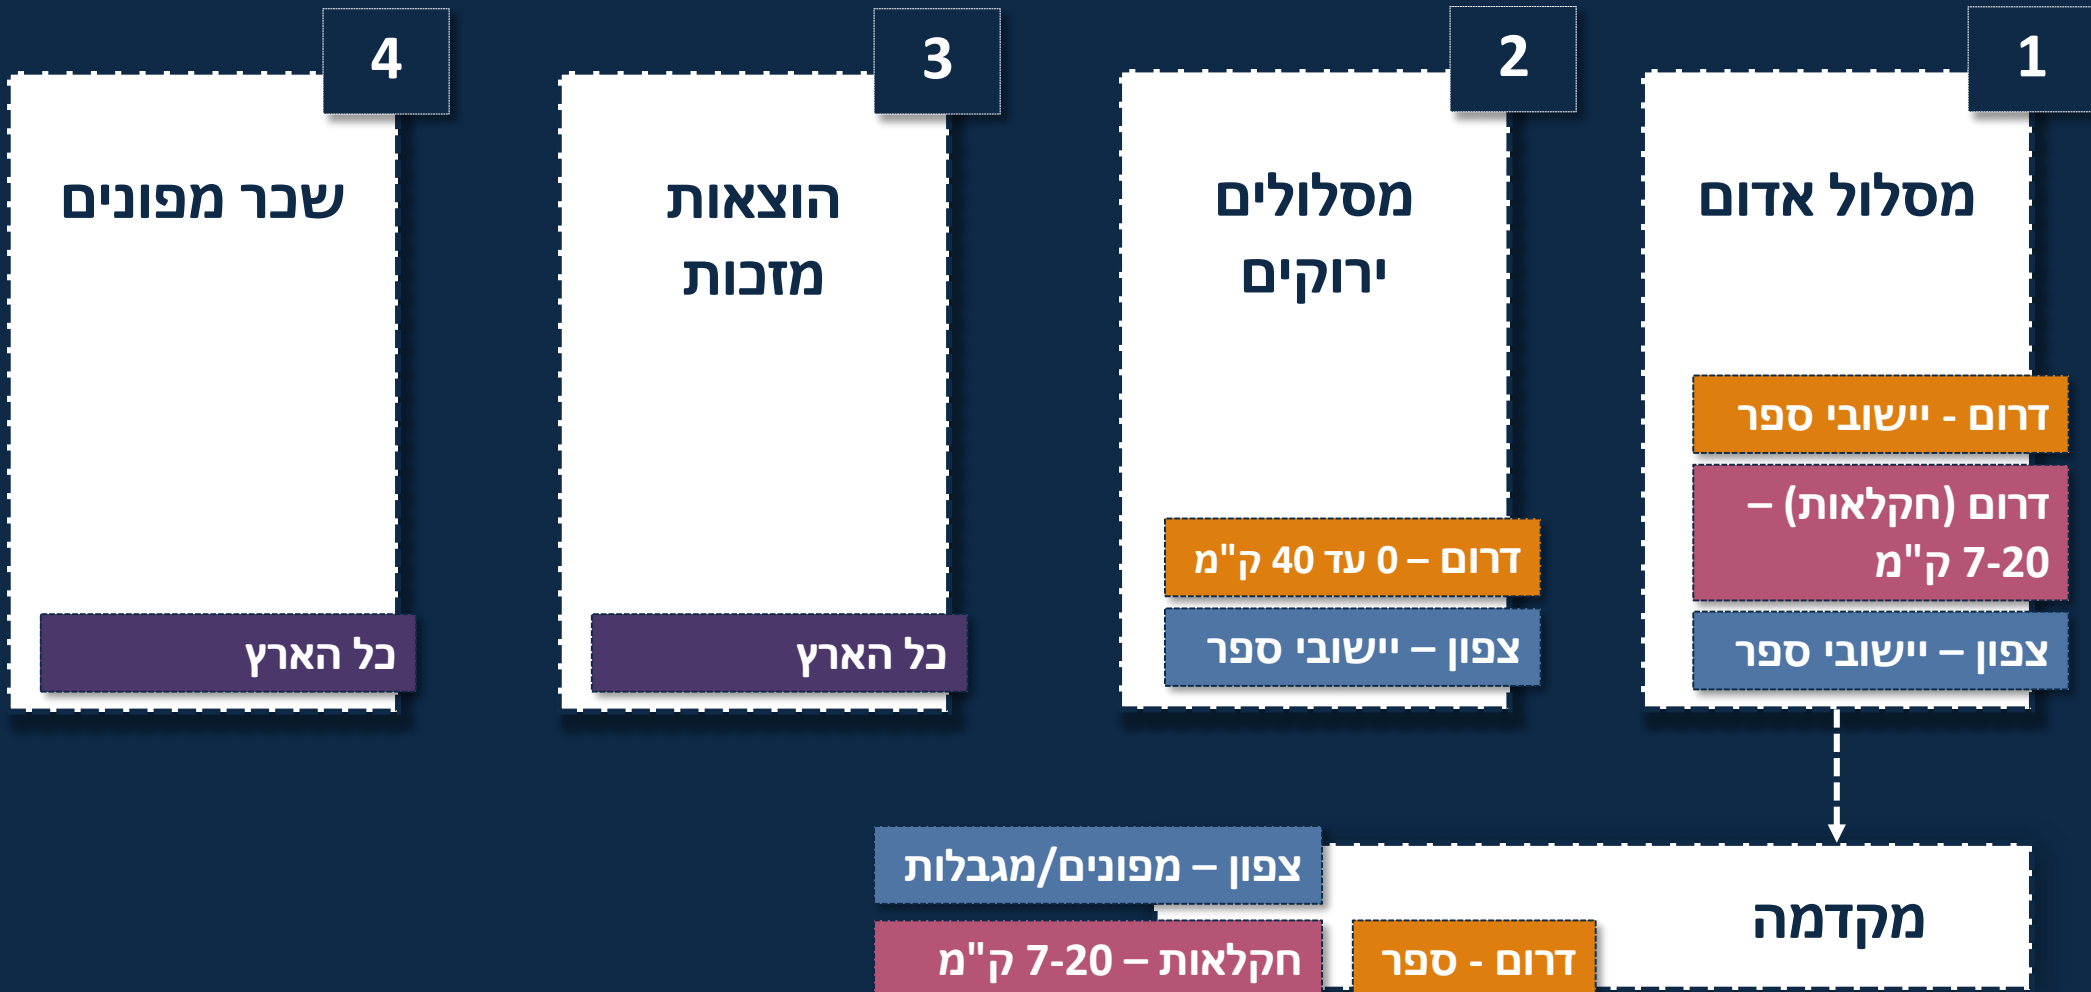 1
מסלול אדום
דרום - יישובי ספר
דרום (חקלאות) –
7-20 ק"מ
צפון – יישובי ספר
2
מסלולים
ירוקים
דרום – 0 עד 40 ק"מ
צפון – יישובי ספר
3
הוצאות
מזכות
כל הארץ
4
שכר מפונים
כל הארץ
מקדמה
דרום - ספר
צפון – מפונים/מגבלות
חקלאות – 7-20 ק"מ